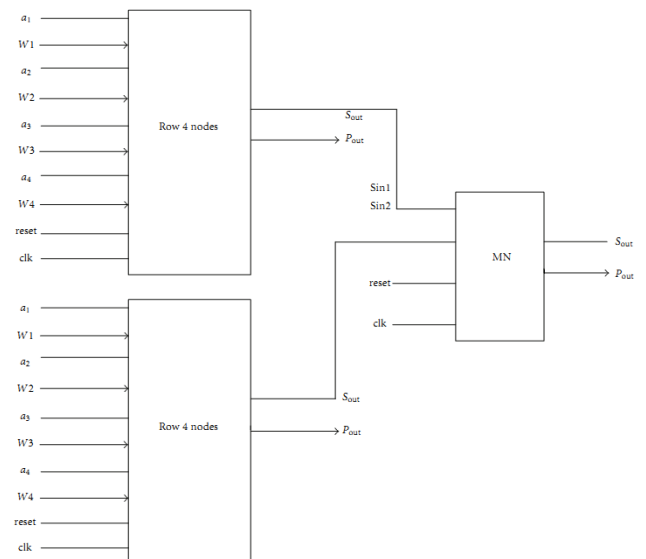 a1
W1
a2
W2
a3
W3
a4
W4
reset
clk
Row 4 nodes
Sout
Pout
Sin1
Sin2
reset
clk
MN
Sout
Pout
a1
W1
a2
W2
a3
W3
a4
W4
reset
clk
Row 4 nodes
Sout
Pout